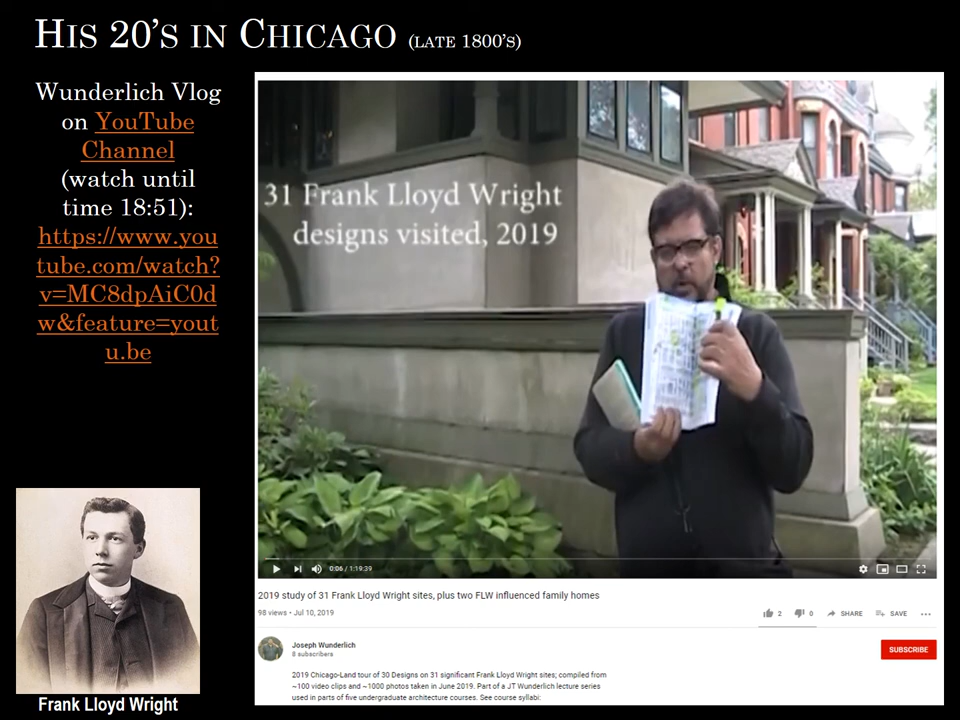 HIS 20'S IN CHICAGO (LATE 1800'S)
Wunderlich Vlog
on YouTube
Channel
(watch until
time 18:51):
https://www.you
tube.com/watch?
v=MC8dpAiC0d
w&feature=yout
u.be
31 Frank Lloyd Wright
designs visited, 2019
0:06 / 1:19:39
2019 study of 31 Frank Lloyd Wright sites, plus two FLW influenced family homes
98 views • Jul 10, 2019
2 0 SHARE SAVE
Joseph Wunderlich
8 subscribers
SUBSCRIBE
2019 Chicago-Land tour of 30 Designs on 31 significant Frank Lloyd Wright sites; compiled from
~100 video clips and ~1000 photos taken in June 2019. Part of a JT Wunderlich lecture series
used in parts of five undergraduate architecture courses. See course syllabi:
Frank Lloyd Wright